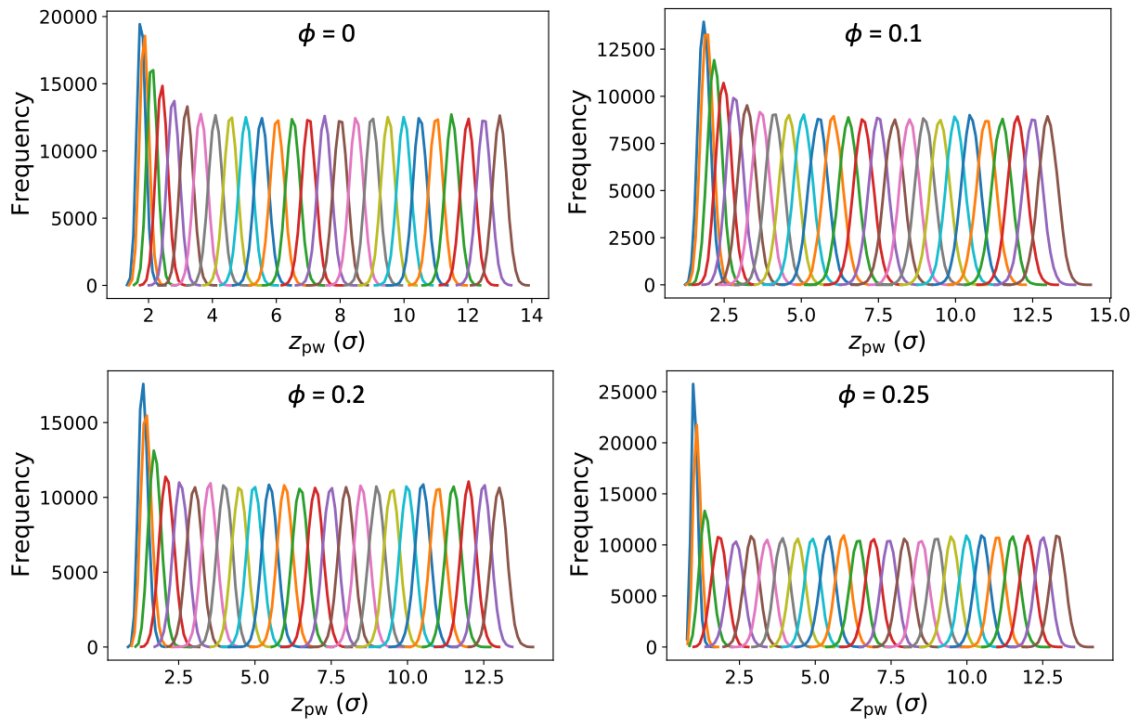 ϕ = 0
20000
15000
10000
5000
0
Frequency
2 4 6 8 10 12 14
z_pw (σ)
ϕ = 0.1
12500
10000
7500
5000
2500
0
Frequency
2.5 5.0 7.5 10.0 12.5 15.0
z_pw (σ)
ϕ = 0.2
15000
10000
5000
0
Frequency
2.5 5.0 7.5 10.0 12.5
z_pw (σ)
ϕ = 0.25
25000
20000
15000
10000
5000
0
Frequency
2.5 5.0 7.5 10.0 12.5
z_pw (σ)